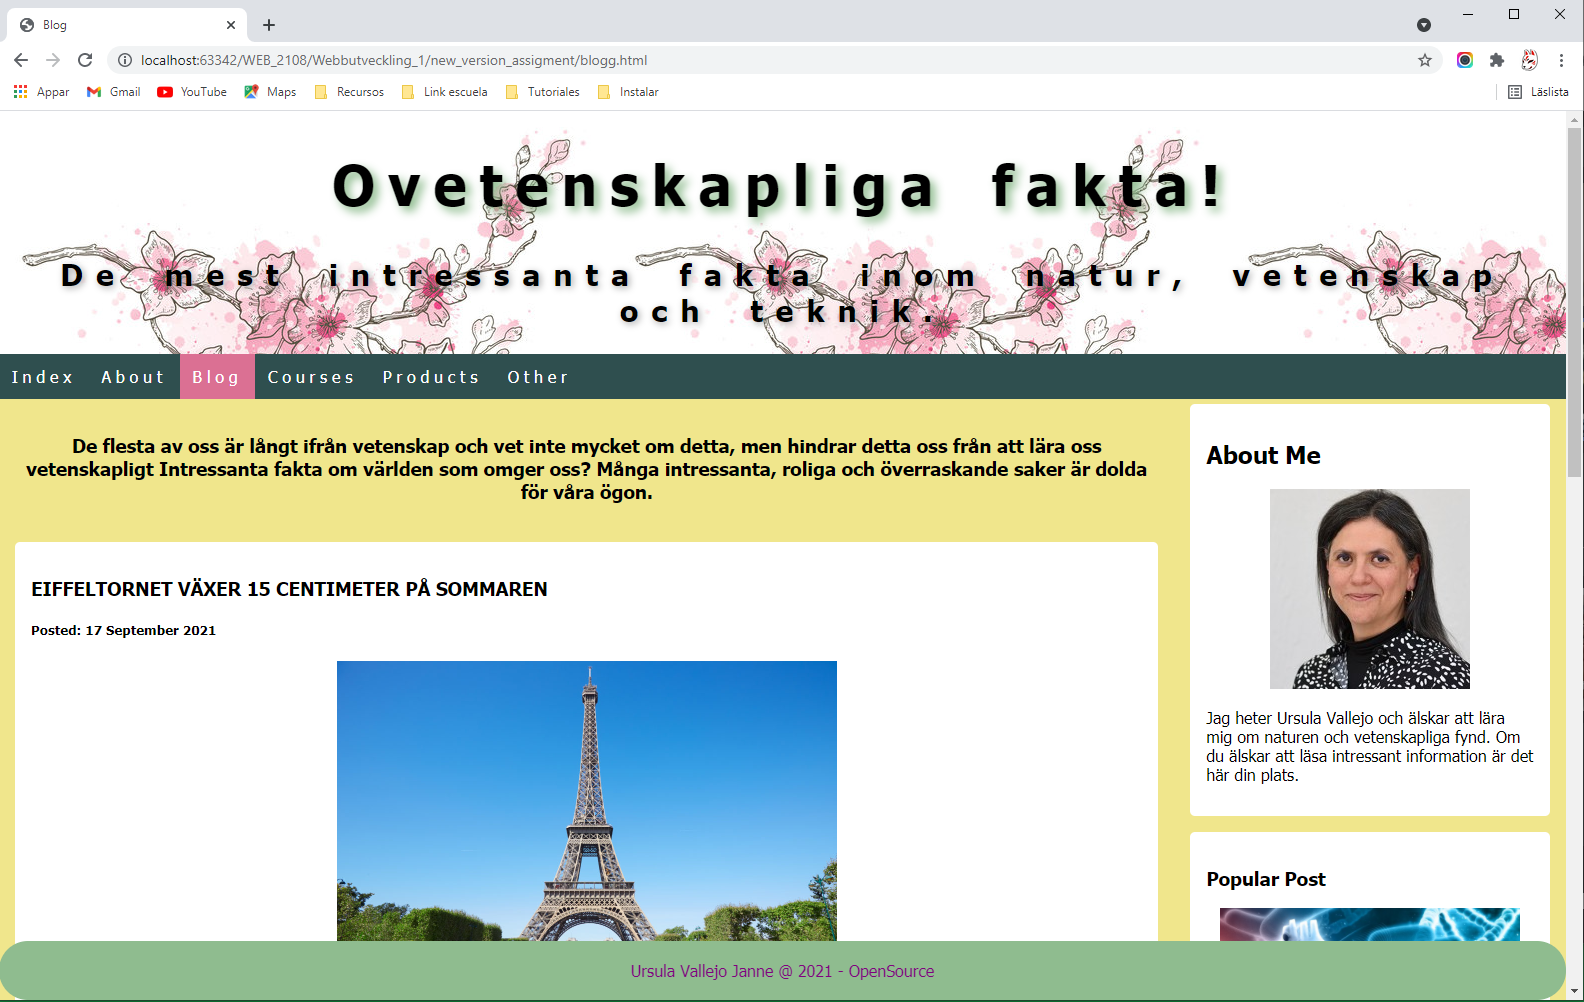 Blog
localhost:63342/WEB_2108/Webbutveckling_1/new_version_assigment/blogg.html
Appar Gmail YouTube Maps Recursos Link escuela Tutoriales Instalar Läslista
Ovetenskapliga fakta!
De mest intressanta fakta inom natur, vetenskap
och teknik.
Index About Blog Courses Products Other
De flesta av oss är långt ifrån vetenskap och vet inte mycket om detta, men hindrar detta oss från att lära oss
vetenskapligt Intressanta fakta om världen som omger oss? Många intressanta, roliga och överraskande saker är dolda
för våra ögon.
EIFFELTORNET VÄXER 15 CENTIMETER PÅ SOMMAREN
Posted: 17 September 2021
About Me
Jag heter Ursula Vallejo och älskar att lära
mig om naturen och vetenskapliga fynd. Om
du älskar att läsa intressant information är det
här din plats.
Popular Post
Ursula Vallejo Janne @ 2021 - OpenSource